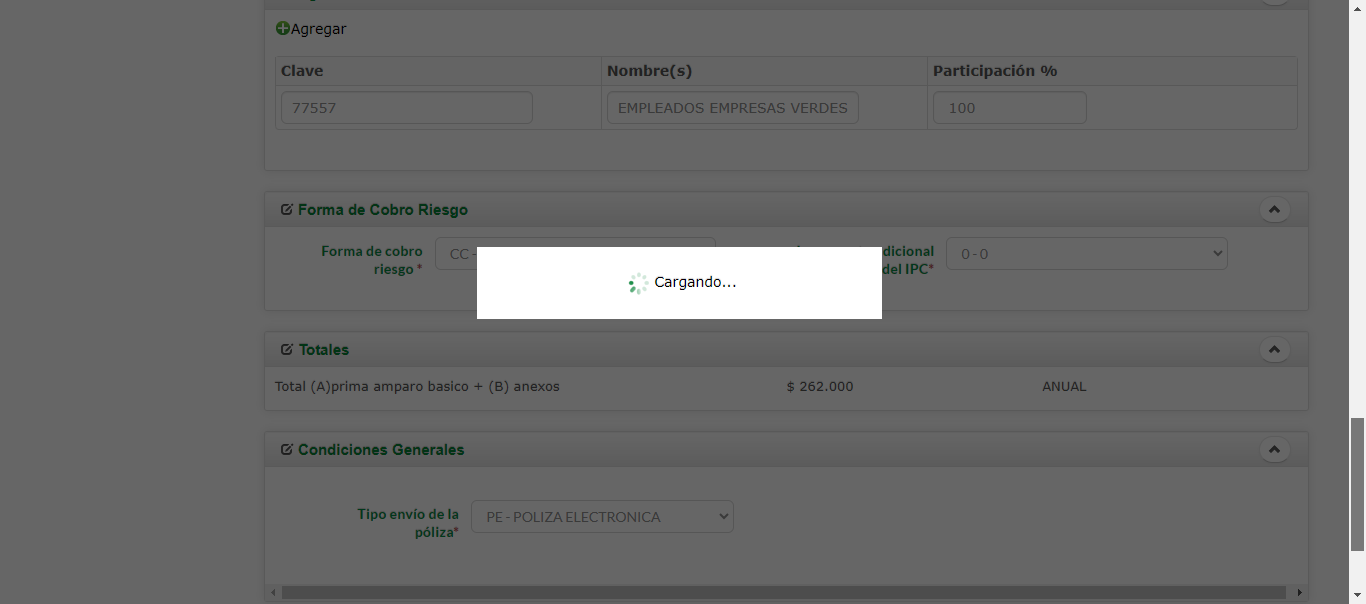 Agregar
Clave Nombre(s) Participación %
77557 EMPLEADOS EMPRESAS VERDES 100
Forma de Cobro Riesgo
Forma de cobro riesgo * CC - dicional del IPC* 0 - 0
Cargando...
Totales
Total (A)prima amparo basico + (B) anexos $ 262.000 ANUAL
Condiciones Generales
Tipo envío de la
póliza* PE - POLIZA ELECTRONICA